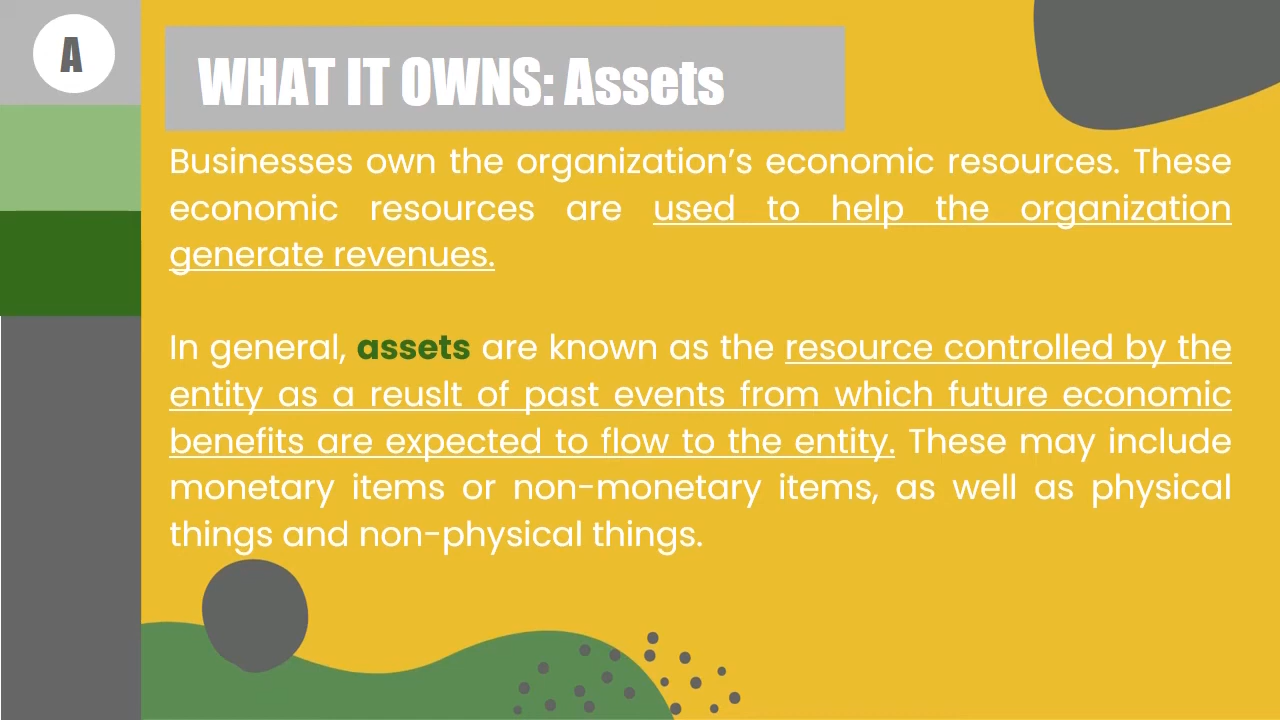 A
WHAT IT OWNS: Assets
Businesses own the organization’s economic resources. These
economic resources are used to help the organization
generate revenues.
In general, assets are known as the resource controlled by the
entity as a reuslt of past events from which future economic
benefits are expected to flow to the entity. These may include
monetary items or non-monetary items, as well as physical
things and non-physical things.